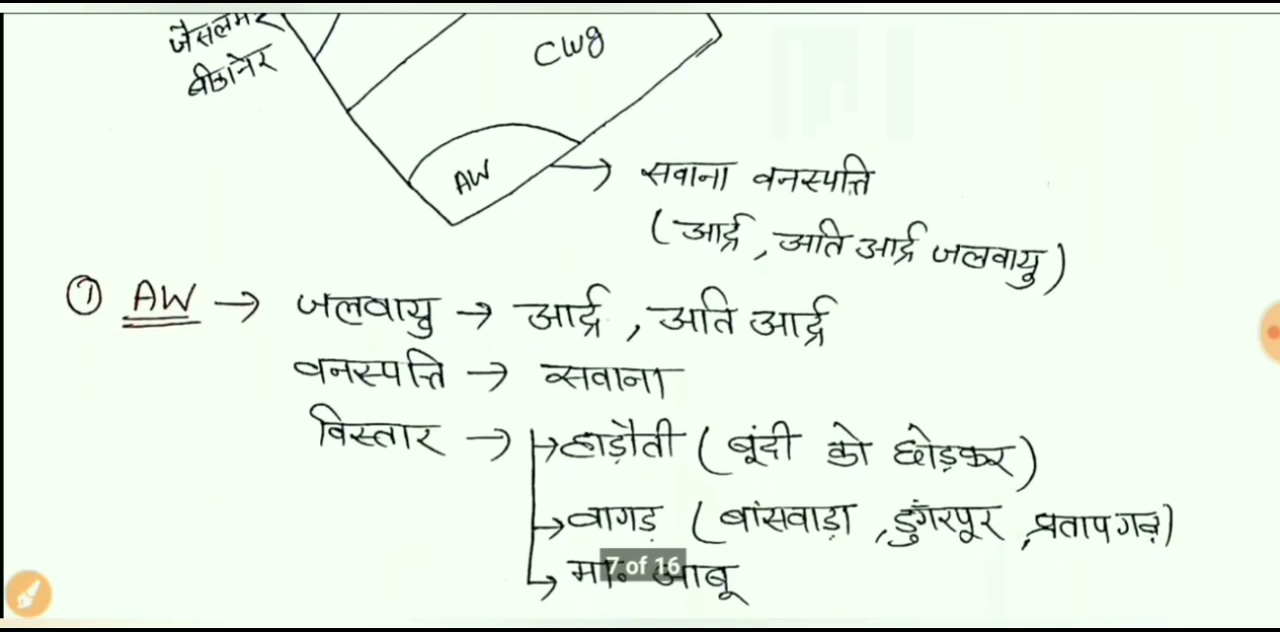 जैसलमेर
बीकानेर
Cwg
AW
→ सवाना वनस्पत्ति
(आर्द्र, अति आर्द्र जलवायु)
① AW → जलवायु → आर्द्र, अति आर्द्र
वनस्पत्ति → सवाना
विस्तार → → हाड़ौती (बूंदी को छोड़कर)
→ वागड़ (बांसवाड़ा, डुंगरपूर, प्रतापगढ़)
→ मा. आबू
7 of 16